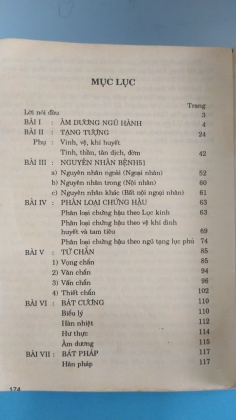 MỤC LỤC
Trang
Lời nói đầu 3
BÀI I : ÂM DƯƠNG NGŨ HÀNH 4
BÀI II : TẠNG TƯỢNG 24
Phụ : Vinh, vệ, khí huyết
Tinh, thần, tân dịch, đờm 42
BÀI III : NGUYÊN NHÂN BỆNH51
a) Nguyên nhân ngoài (Ngoại nhân) 52
b) Nguyên nhân trong (Nội nhân) 60
c) Nguyên nhân khác (Bất nội ngoại nhân) 61
BÀI IV : PHÂN LOẠI CHỨNG HẬU 63
Phân loại chứng hậu theo Lục kinh 63
Phân loại chứng hậu theo vệ khí dinh
huyết và tam tiêu 69
Phân loại chứng hậu theo ngũ tạng lục phủ 74
BÀI V : TỨ CHẨN 85
1) Vọng chẩn 85
2) Văn chẩn 94
3) Vấn chẩn 96
4) Thiết chẩn 102
BÀI VI : BÁT CƯƠNG 110
Biểu lý 110
Hàn nhiệt 112
Hư thực 114
Âm dương 115
BÀI VII : BÁT PHÁP 117
Hãn pháp 117
174